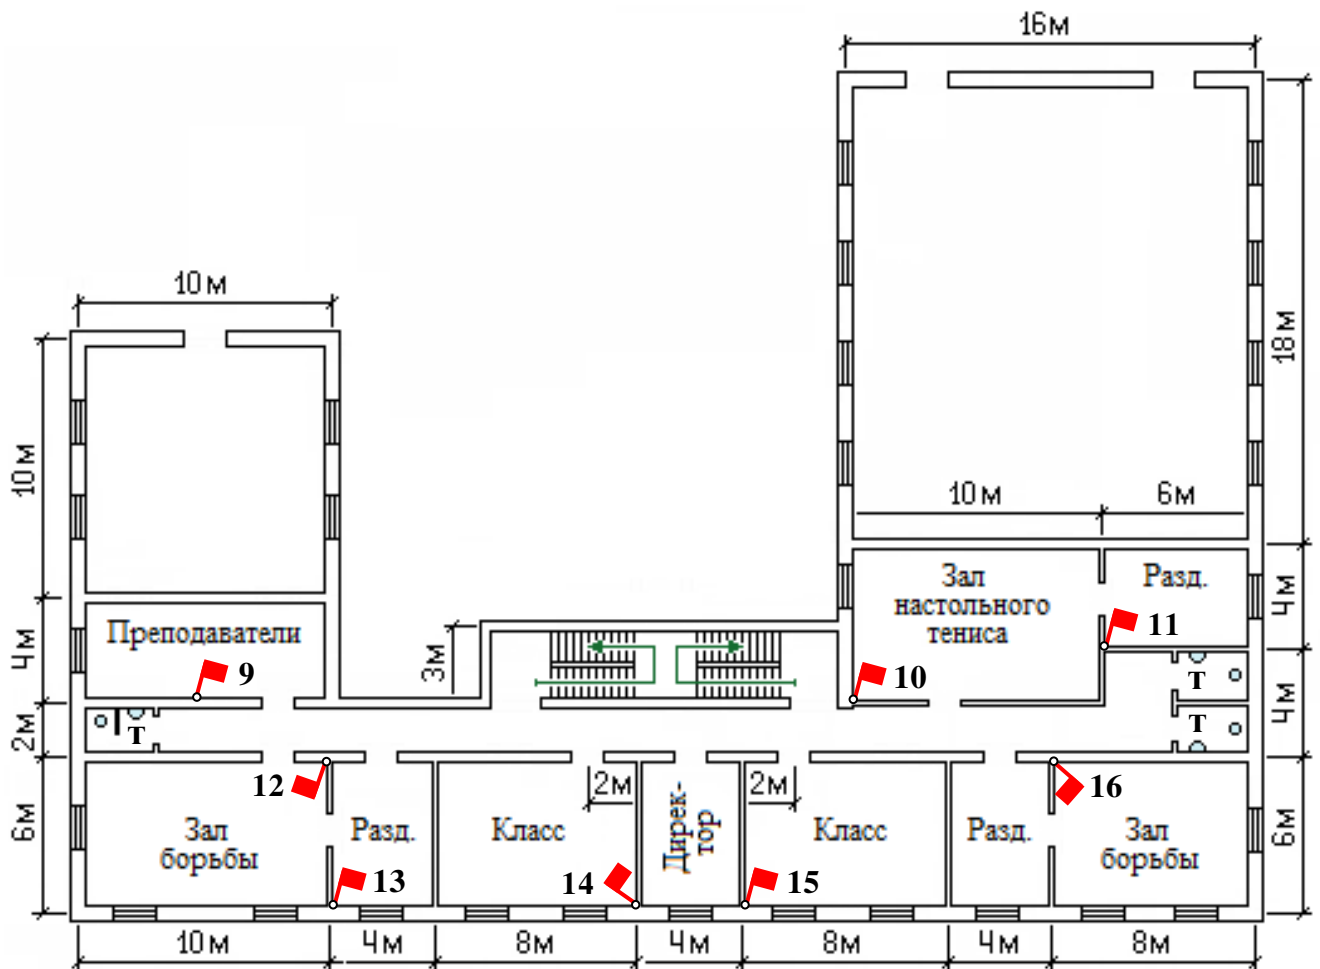 16м
10м
18м
10м
10м
6м
Зал
настольного
тениса
Разд.
4м
11
Преподаватели
4м
3м
9
10
Т
4м
2м
Т
Т
12
2м
2м
16
6м
Зал
борьбы
Разд.
Класс
Дирек-
тор
Класс
Разд.
Зал
борьбы
6м
13
14
15
10м
4м
8м
4м
8м
4м
8м